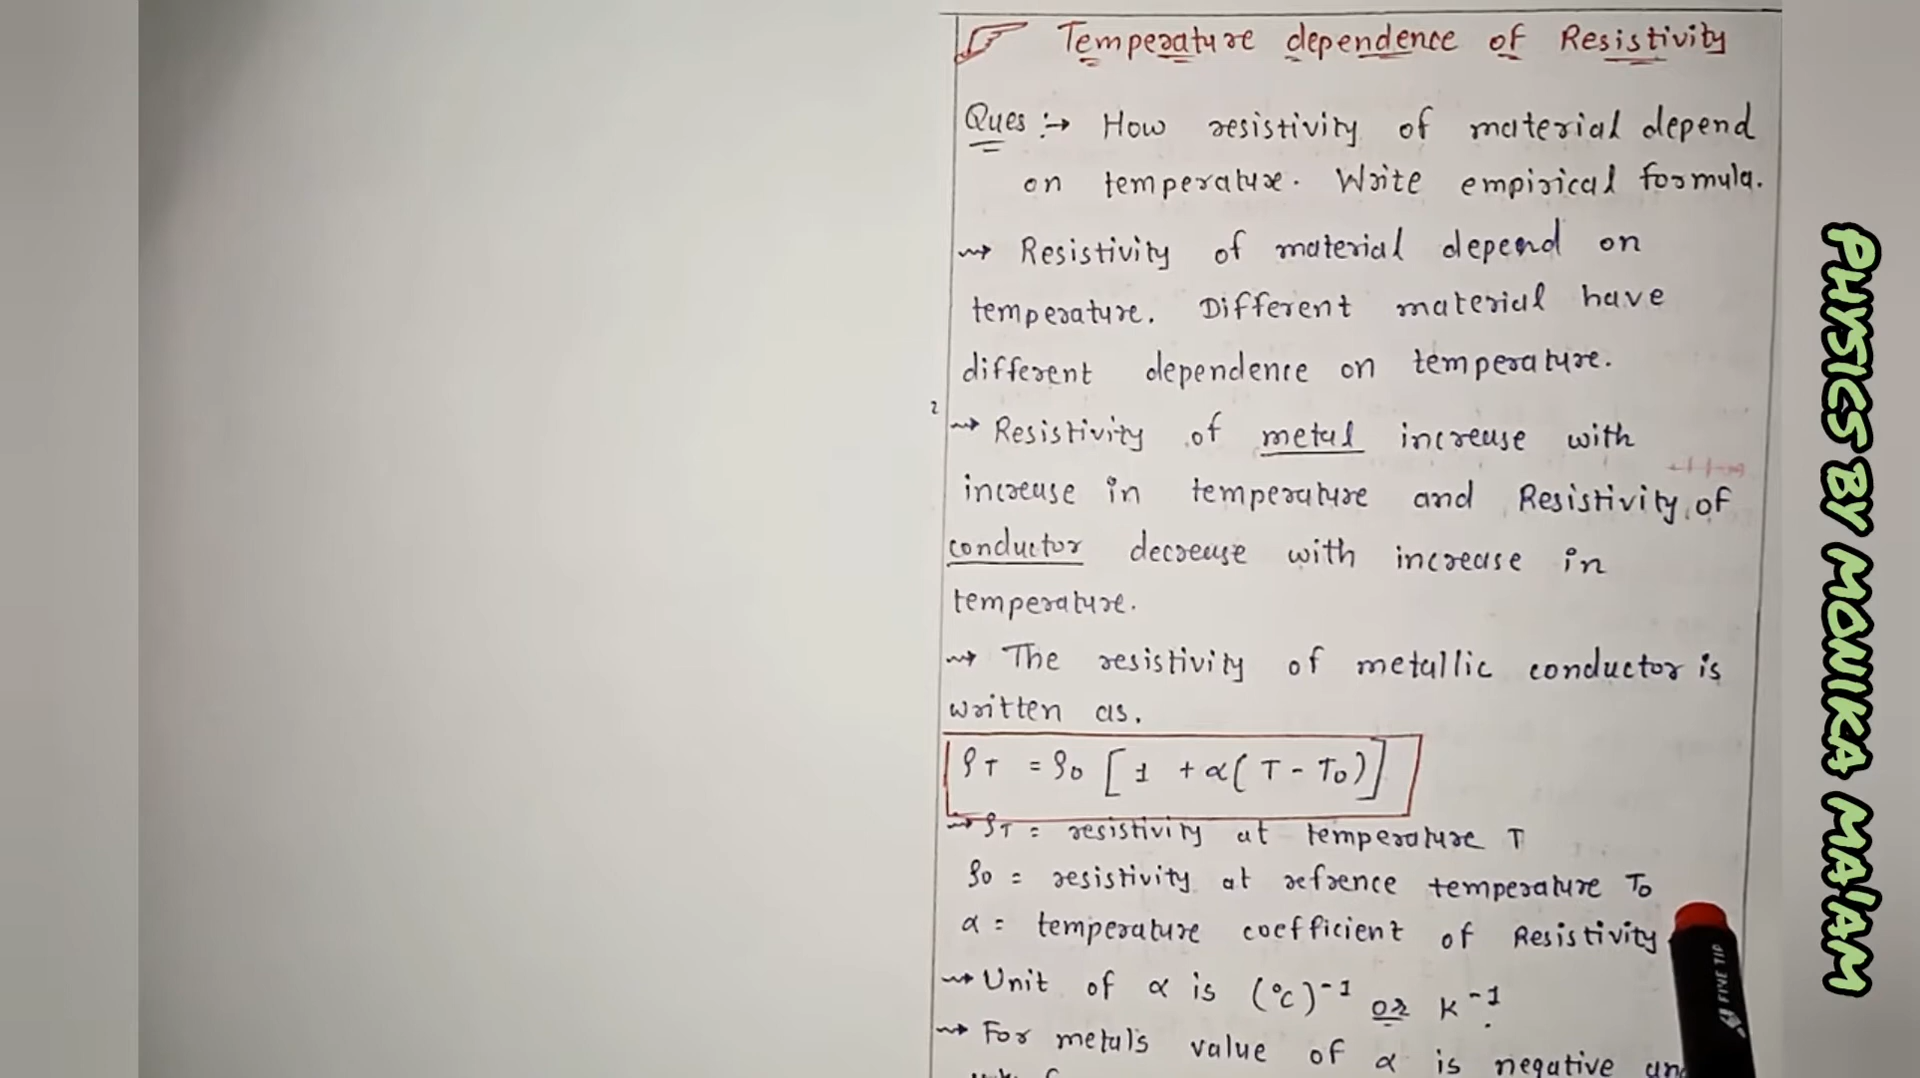 Temperature dependence of Resistivity
Ques :→ How resistivity of material depend
on temperature. Write empirical formula.
⇝ Resistivity of material depend on
temperature. Different material have
different dependence on temperature.
⇝ Resistivity of metal increase with
increase in temperature and Resistivity of
conductor decrease with increase in
temperature.
⇝ The resistivity of metallic conductor is
written as.
ρT = ρ0 [1 + α(T - T0)]
⇝ ρT = resistivity at temperature T
ρ0 = resistivity at refrence temperature T0
α = temperature coefficient of Resistivity
⇝ Unit of α is (°C)⁻¹ or K⁻¹.
⇝ For metals value of α is negative
PHYSICS BY MONIKA MA'AM
FINE TIP